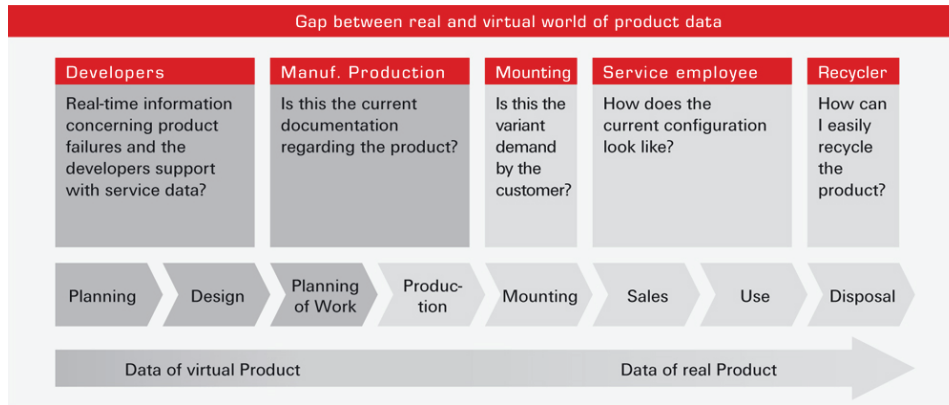 Gap between real and virtual world of product data
Developers
Real-time information
concerning product
failures and the
developers support
with service data?
Manuf. Production
Is this the current
documentation
regarding the product?
Mounting
Is this the
variant
demand
by the
customer?
Service employee
How does the
current configuration
look like?
Recycler
How can
I easily
recycle
the
product?
Planning
Design
Planning
of Work
Produc-
tion
Mounting
Sales
Use
Disposal
Data of virtual Product
Data of real Product